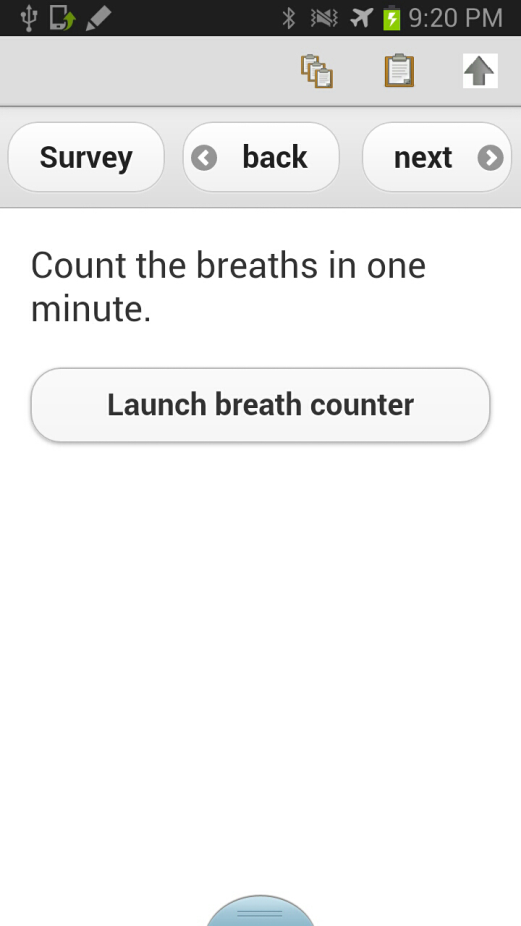 9:20 PM
Survey
back
next
Count the breaths in one
minute.
Launch breath counter